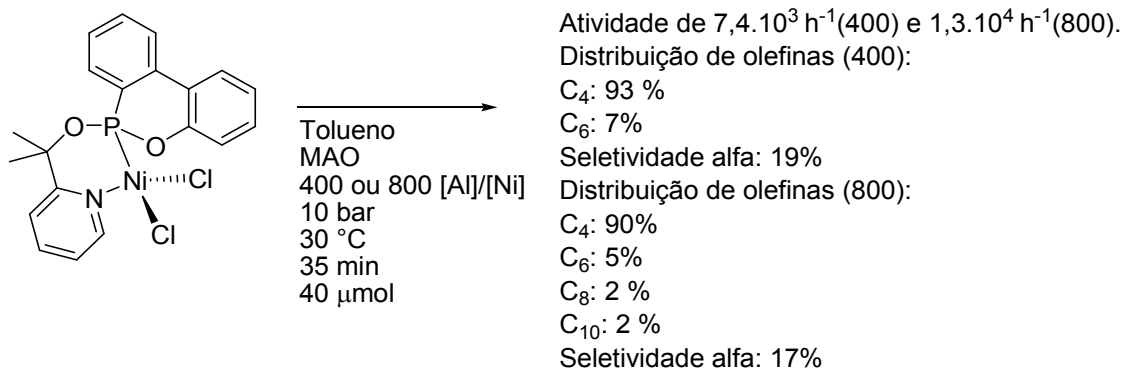 O
P
O
Ni
Cl
N
Cl
Tolueno
MAO
400 ou 800 [Al]/[Ni]
10 bar
30 °C
35 min
40 μmol
Atividade de 7,4.10³ h⁻¹(400) e 1,3.10⁴ h⁻¹(800).
Distribuição de olefinas (400):
C₄: 93 %
C₆: 7%
Seletividade alfa: 19%
Distribuição de olefinas (800):
C₄: 90%
C₆: 5%
C₈: 2 %
C₁₀: 2 %
Seletividade alfa: 17%